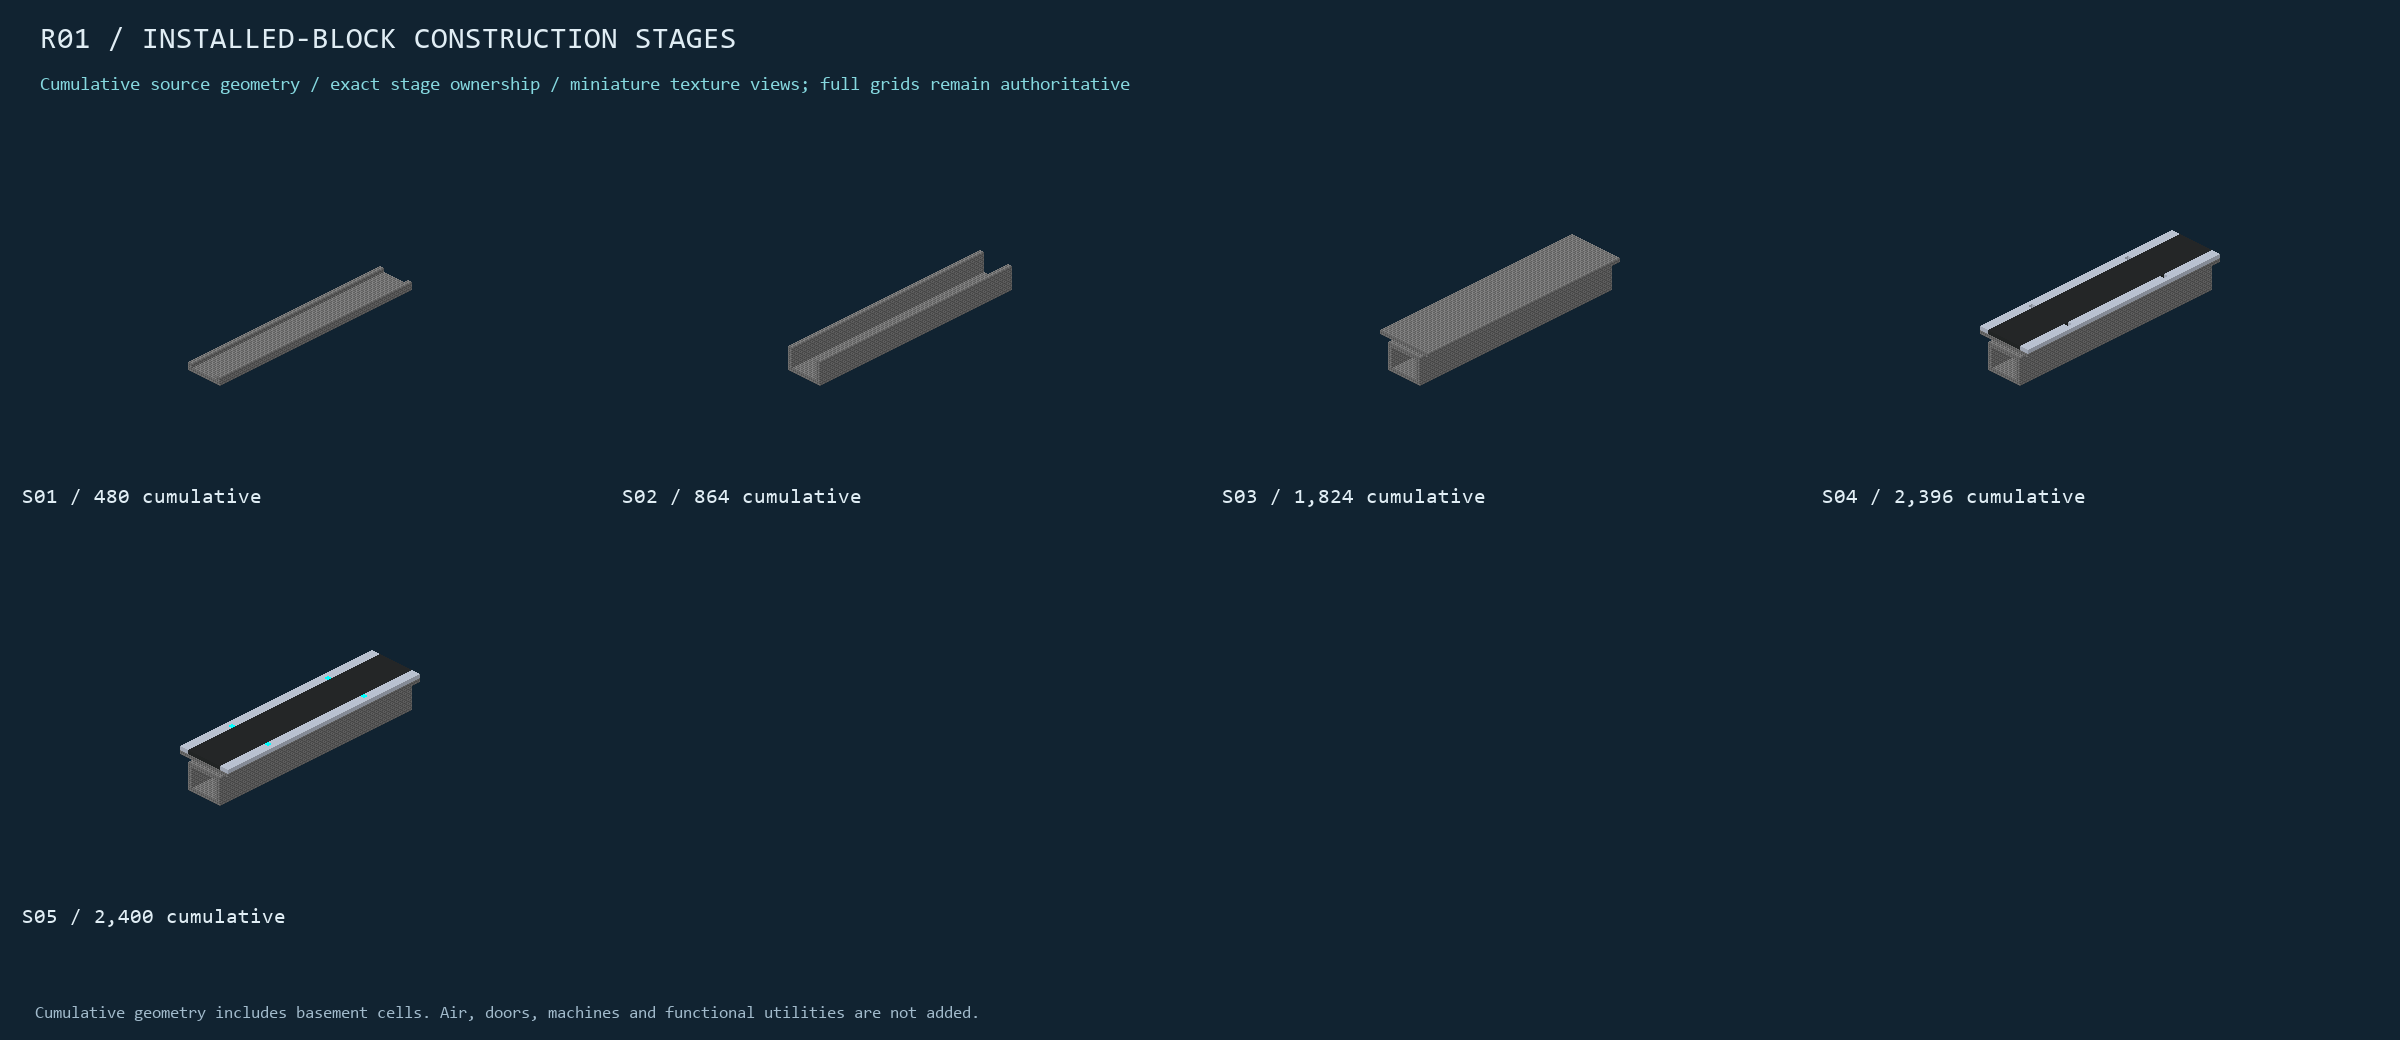 R01 / INSTALLED-BLOCK CONSTRUCTION STAGES
Cumulative source geometry / exact stage ownership / miniature texture views; full grids remain authoritative
S01 / 480 cumulative
S02 / 864 cumulative
S03 / 1,824 cumulative
S04 / 2,396 cumulative
S05 / 2,400 cumulative
Cumulative geometry includes basement cells. Air, doors, machines and functional utilities are not added.